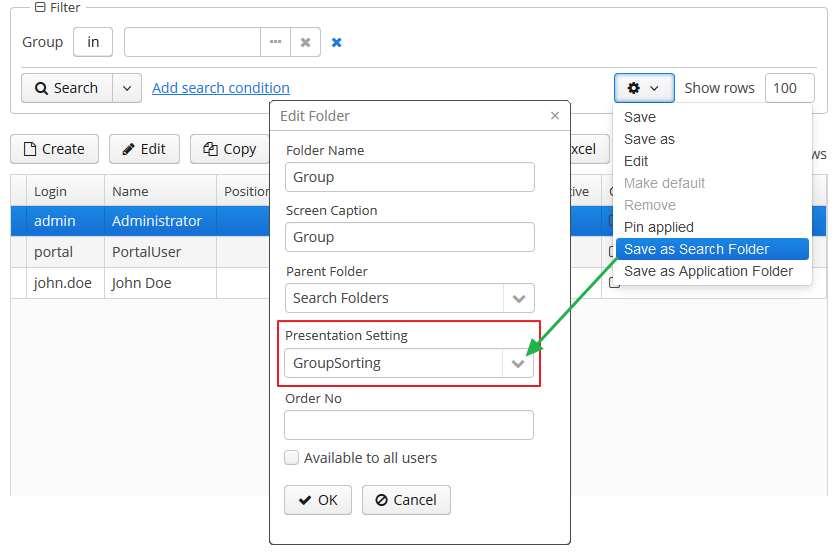 Filter
Group in
Search Add search condition Show rows 100
Edit Folder
Save
Save as
Edit
Make default
Remove
Pin applied
Save as Search Folder
Save as Application Folder
Create Edit Copy
Folder Name
Group
Screen Caption
Group
Parent Folder
Search Folders
Presentation Setting
GroupSorting
Order No
Available to all users
OK Cancel
Login Name Position
admin Administrator
portal PortalUser
john.doe John Doe